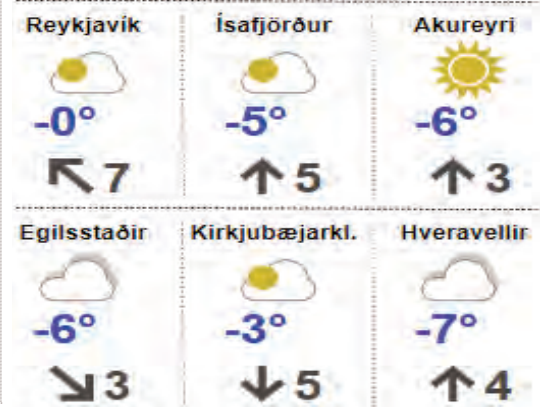 Reykjavík Ísafjörður Akureyri
-0° -5° -6°
7 5 3
Egilsstaðir Kirkjubæjarkl. Hveravellir
-6° -3° -7°
3 5 4